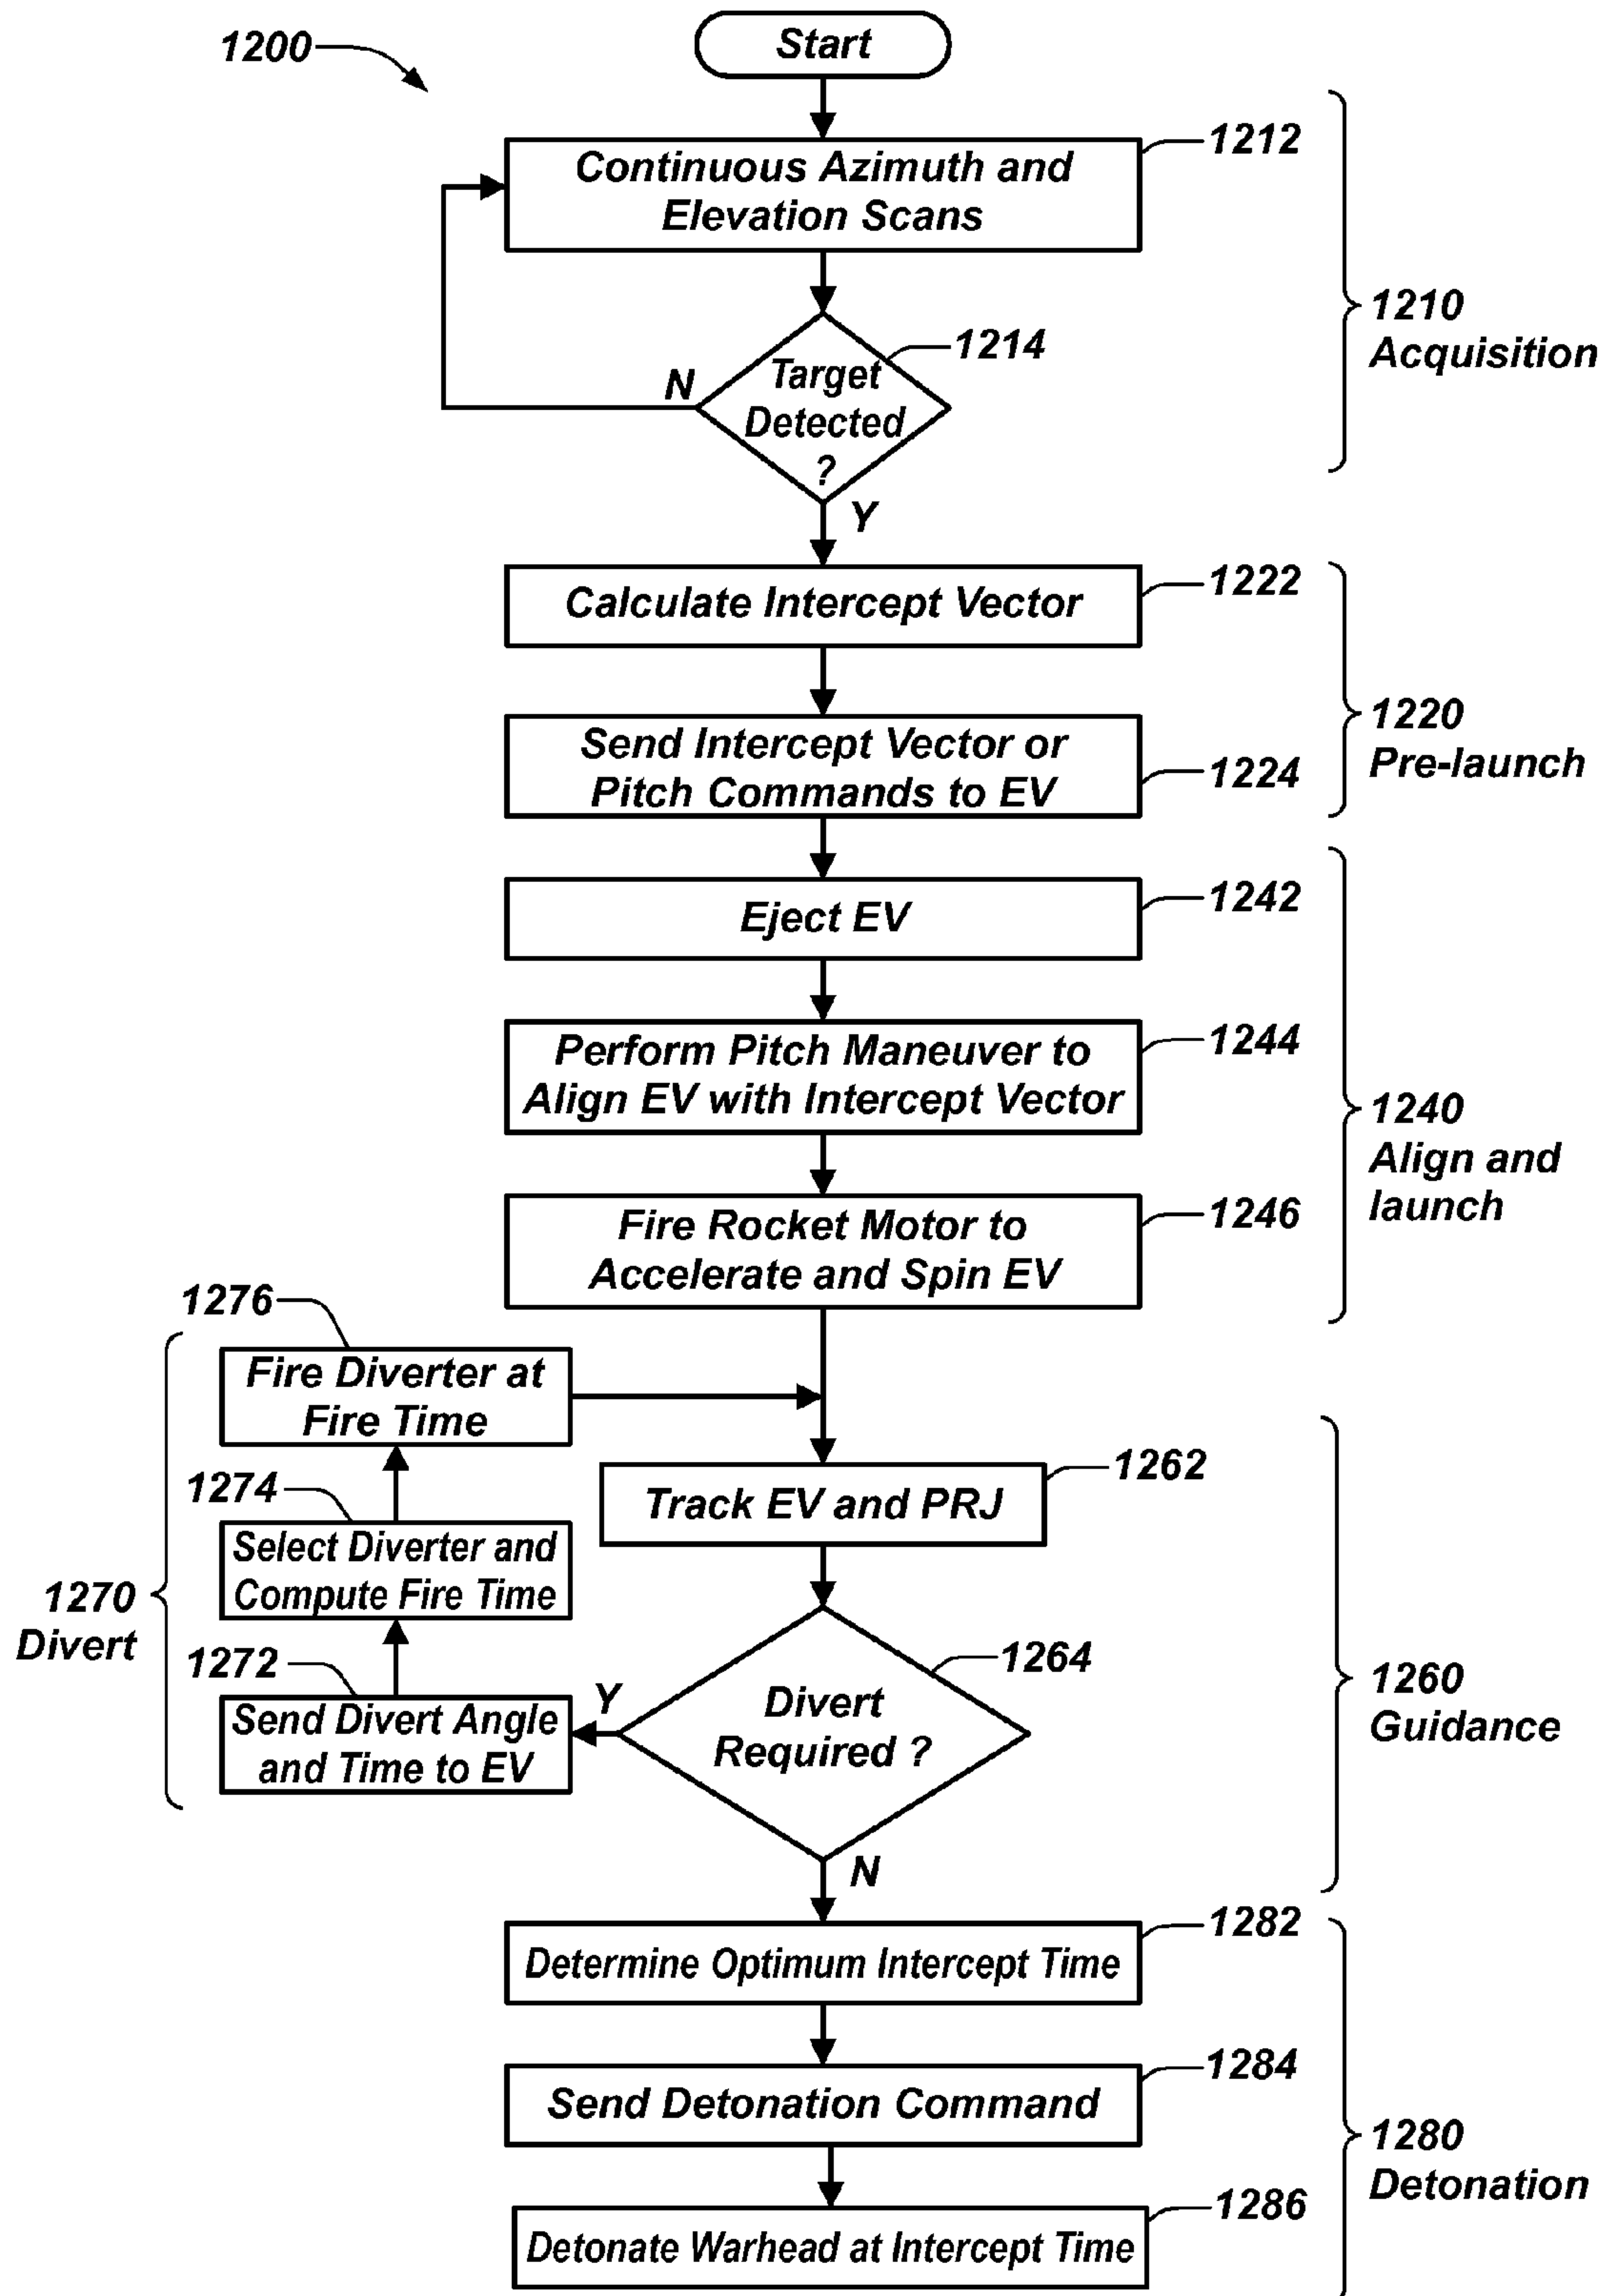 1200
Start
1212
Continuous Azimuth and
Elevation Scans
1210
Acquisition
1214
Target
Detected
?
N
Y
1222
Calculate Intercept Vector
1220
Pre-launch
Send Intercept Vector or
Pitch Commands to EV
1224
1242
Eject EV
1244
Perform Pitch Maneuver to
Align EV with Intercept Vector
1240
Align and
launch
1246
Fire Rocket Motor to
Accelerate and Spin EV
1276
Fire Diverter at
Fire Time
1262
Track EV and PRJ
1274
Select Diverter and
Compute Fire Time
1270
Divert
1272
Send Divert Angle
and Time to EV
Y
1264
Divert
Required ?
1260
Guidance
N
1282
Determine Optimum Intercept Time
1284
Send Detonation Command
1280
Detonation
1286
Detonate Warhead at Intercept Time